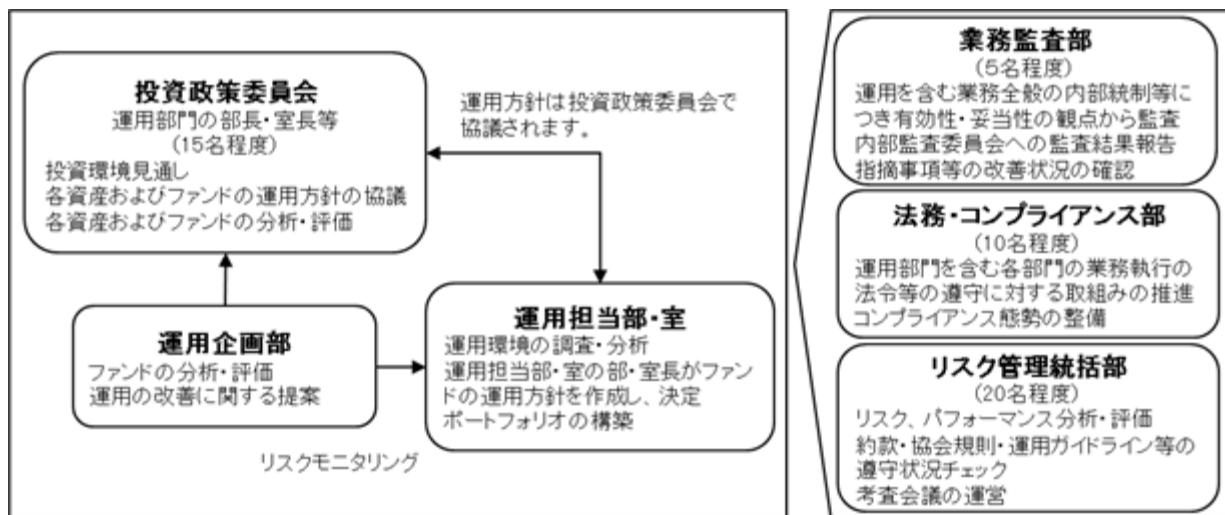 投資政策委員会
運用部門の部長・室長等
(15名程度)
投資環境見通し
各資産およびファンドの運用方針の協議
各資産およびファンドの分析・評価
運用方針は投資政策委員会で
協議されます。
運用企画部
ファンドの分析・評価
運用の改善に関する提案
運用担当部・室
運用環境の調査・分析
運用担当部・室の部・室長がファン
ドの運用方針を作成し、決定
ポートフォリオの構築
リスクモニタリング
業務監査部
(5名程度)
運用を含む業務全般の内部統制等に
つき有効性・妥当性の観点から監査
内部監査委員会への監査結果報告
指摘事項等の改善状況の確認
法務・コンプライアンス部
(10名程度)
運用部門を含む各部門の業務執行の
法令等の遵守に対する取組みの推進
コンプライアンス態勢の整備
リスク管理統括部
(20名程度)
リスク、パフォーマンス分析・評価
約款・協会規則・運用ガイドライン等の
遵守状況チェック
考査会議の運営